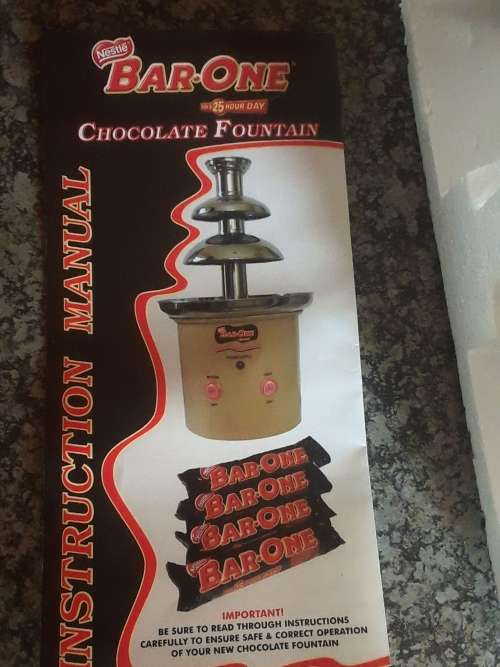 Nestlé
BAR·ONE
25 HOUR DAY
CHOCOLATE FOUNTAIN
INSTRUCTION MANUAL
BAR·ONE
BAR·ONE
BAR·ONE
BAR·ONE
BAR·ONE
IMPORTANT!
BE SURE TO READ THROUGH INSTRUCTIONS
CAREFULLY TO ENSURE SAFE & CORRECT OPERATION
OF YOUR NEW CHOCOLATE FOUNTAIN